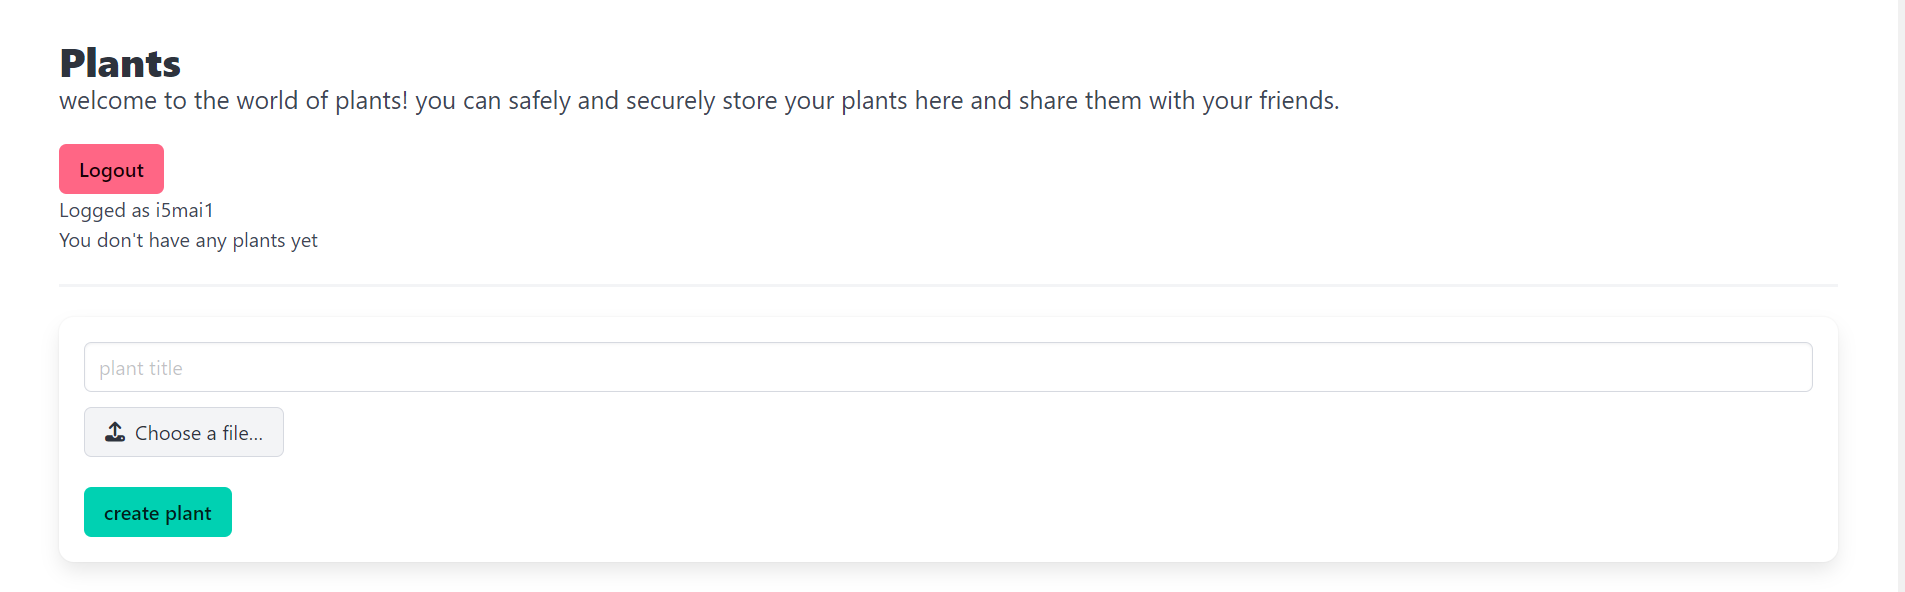 Plants
welcome to the world of plants! you can safely and securely store your plants here and share them with your friends.
Logout
Logged as i5mai1
You don't have any plants yet
plant title
Choose a file...
create plant